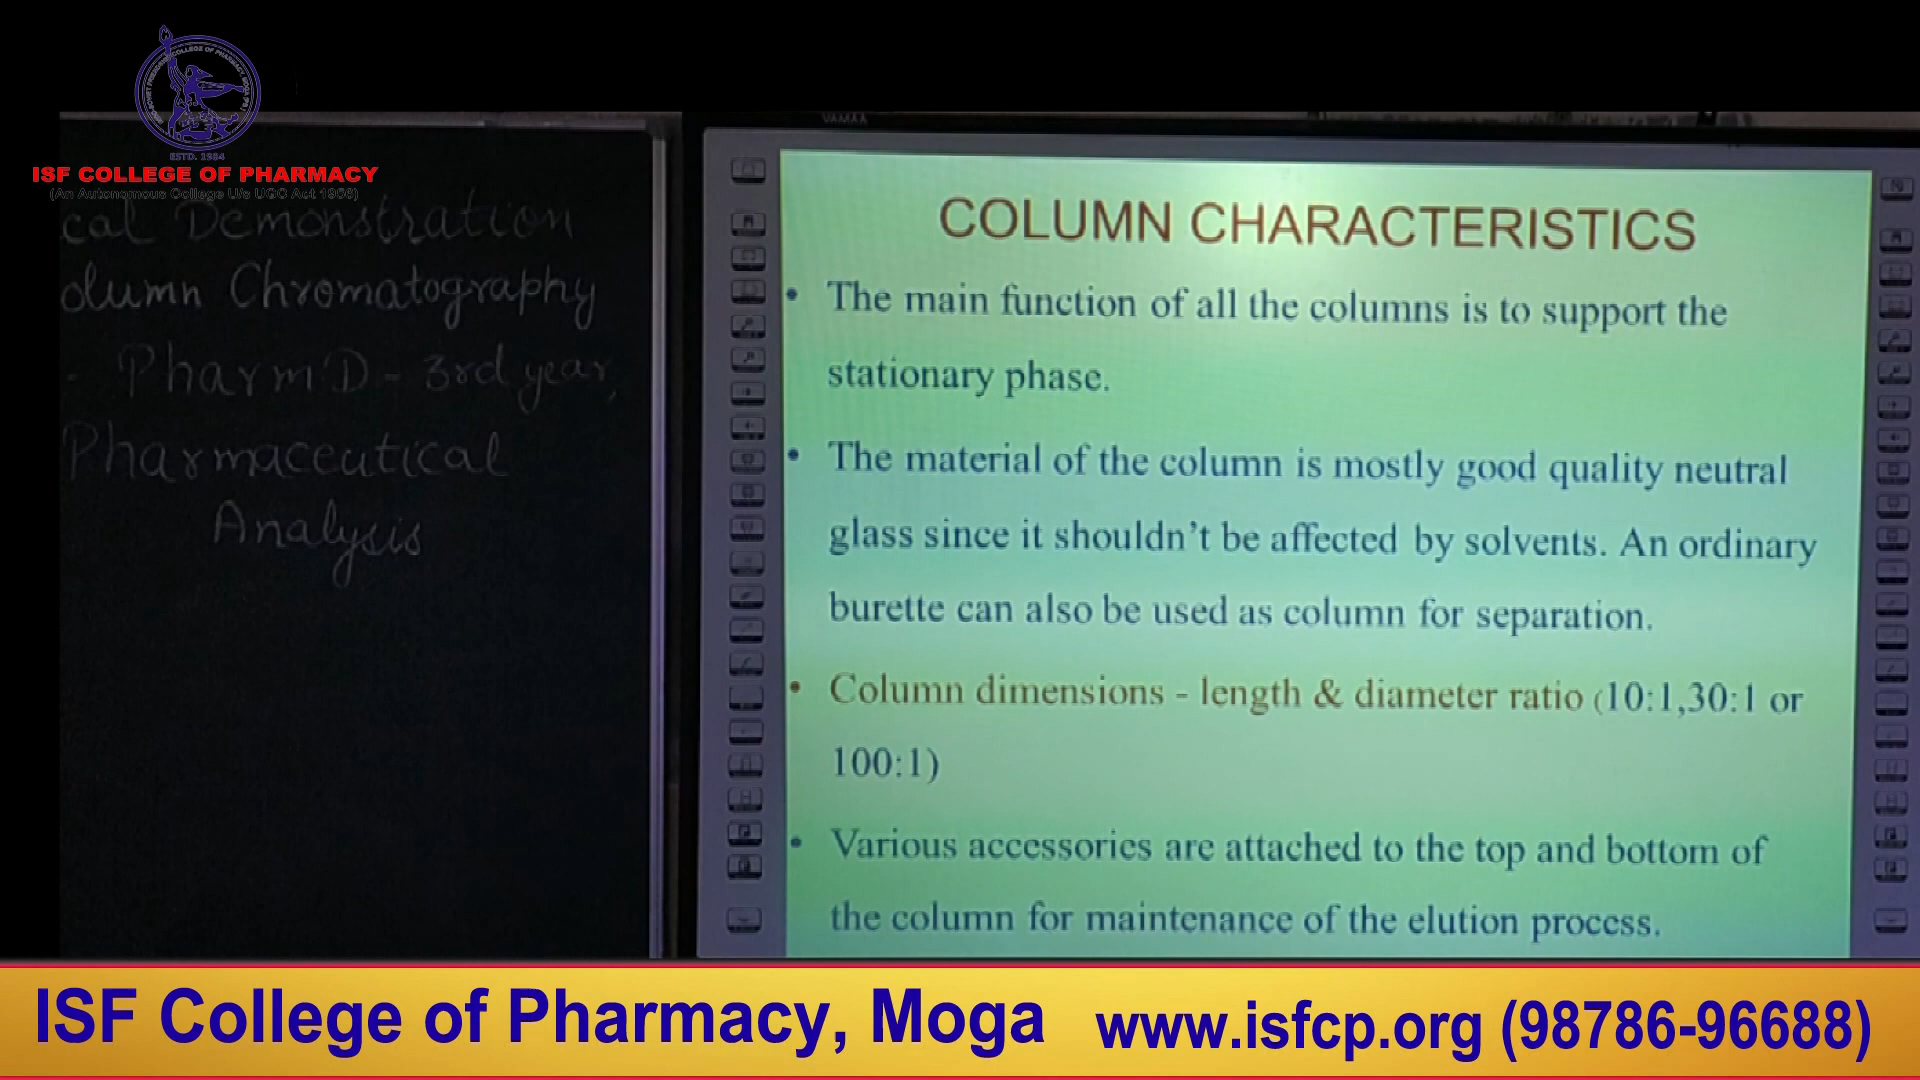 ESTD. 1984
ISF COLLEGE OF PHARMACY
(An Autonomous College U/s UGC Act 1956)
cal Demonstration
olumn Chromatography
- PharmD - 3rd year,
Pharmaceutical
Analysis
VAMAA
COLUMN CHARACTERISTICS
• The main function of all the columns is to support the
stationary phase.
• The material of the column is mostly good quality neutral
glass since it shouldn't be affected by solvents. An ordinary
burette can also be used as column for separation.
• Column dimensions - length & diameter ratio (10:1,30:1 or
100:1)
• Various accessories are attached to the top and bottom of
the column for maintenance of the elution process.
ISF College of Pharmacy, Moga
www.isfcp.org (98786-96688)